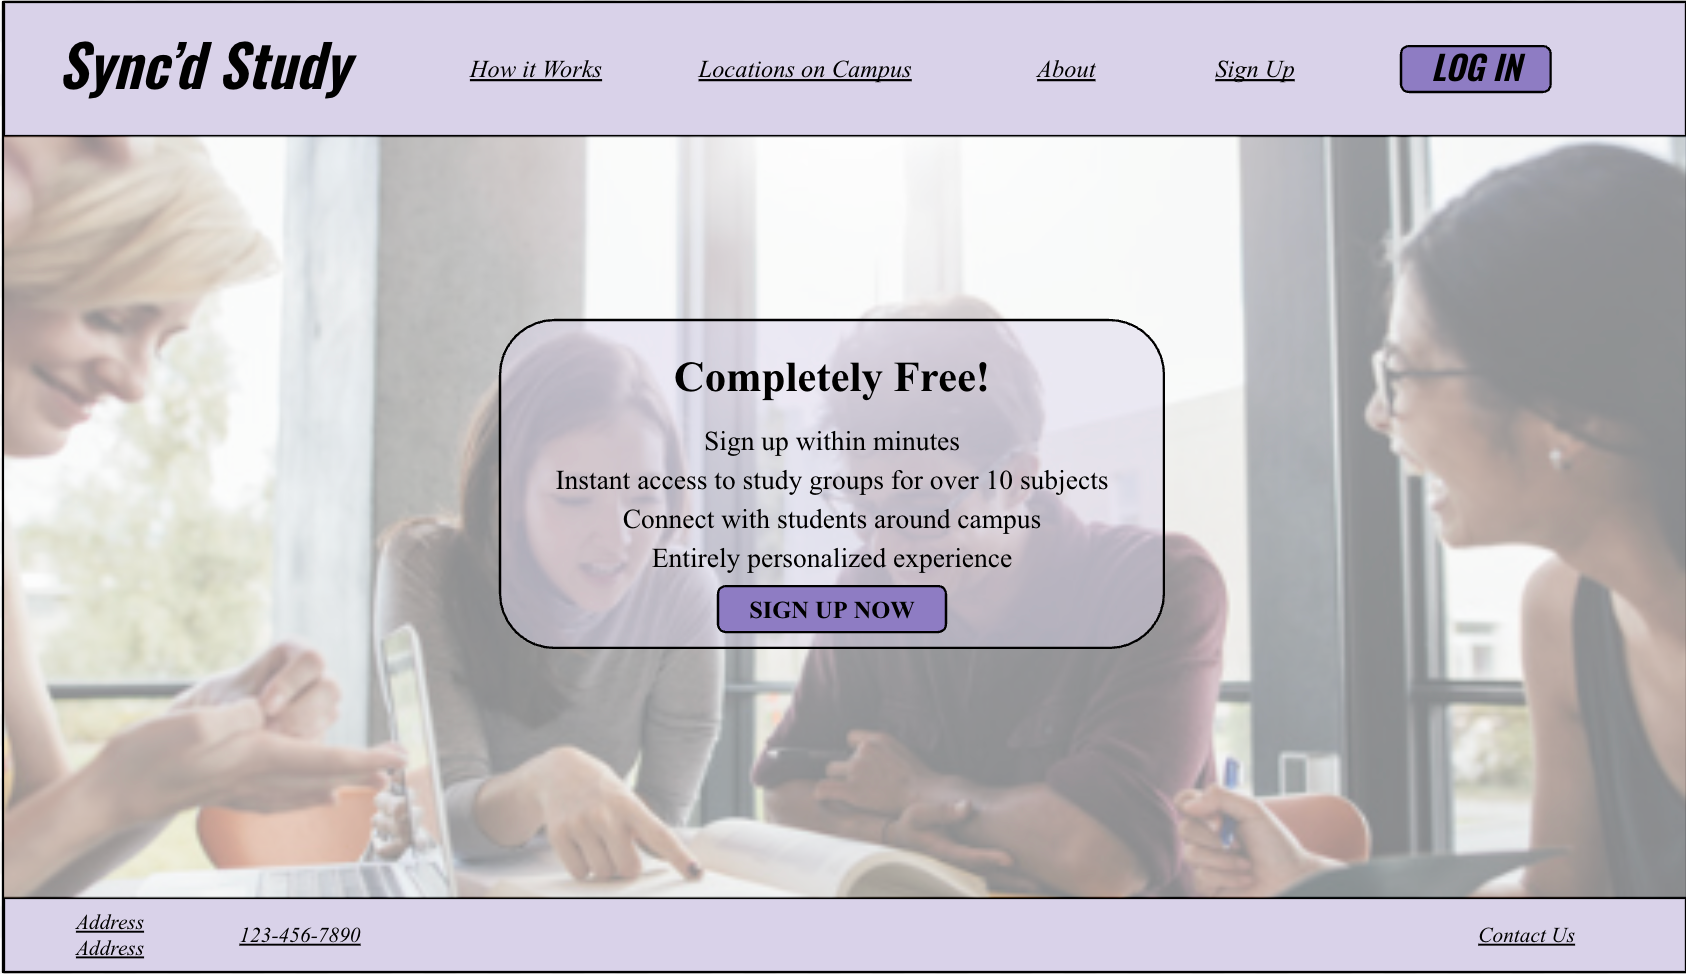 Sync'd Study
How it Works
Locations on Campus
About
Sign Up
LOG IN
Completely Free!
Sign up within minutes
Instant access to study groups for over 10 subjects
Connect with students around campus
Entirely personalized experience
SIGN UP NOW
Address
Address
123-456-7890
Contact Us